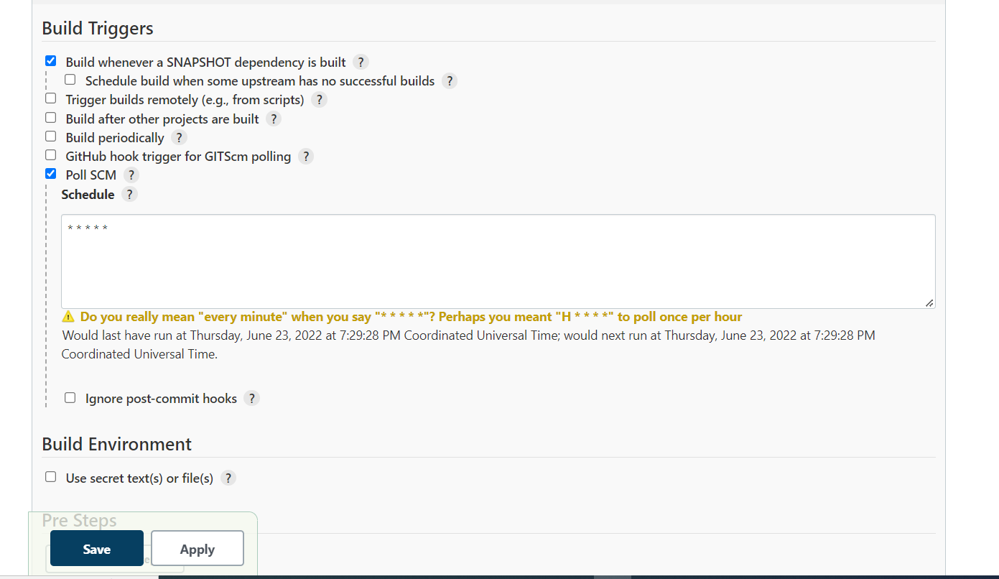 Build Triggers
Build whenever a SNAPSHOT dependency is built ?
Schedule build when some upstream has no successful builds ?
Trigger builds remotely (e.g., from scripts) ?
Build after other projects are built ?
Build periodically ?
GitHub hook trigger for GITScm polling ?
Poll SCM ?
Schedule ?
* * * * *
Do you really mean "every minute" when you say "* * * * *"? Perhaps you meant "H * * * *" to poll once per hour
Would last have run at Thursday, June 23, 2022 at 7:29:28 PM Coordinated Universal Time; would next run at Thursday, June 23, 2022 at 7:29:28 PM
Coordinated Universal Time.
Ignore post-commit hooks ?
Build Environment
Use secret text(s) or file(s) ?
Pre Steps
Save Apply